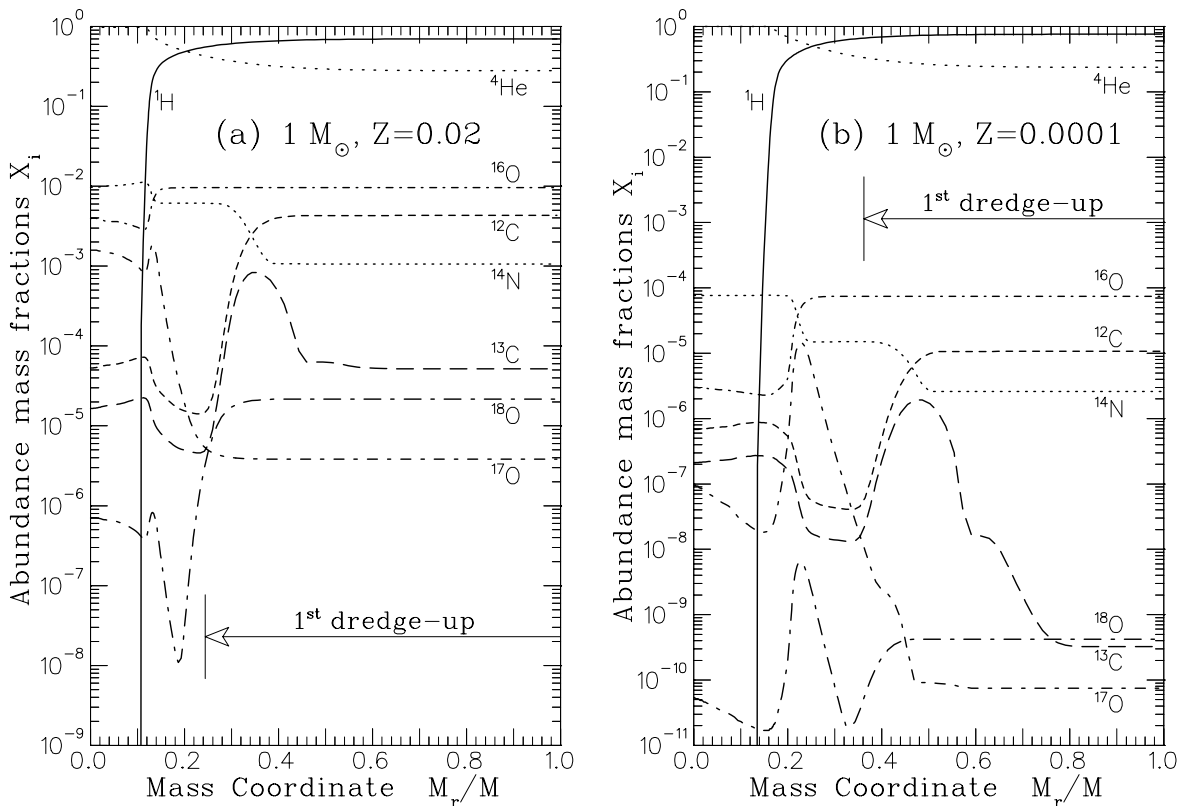 Abundance mass fractions X_i
10^0
10^-1
10^-2
10^-3
10^-4
10^-5
10^-6
10^-7
10^-8
10^-9
^4He
^1H
(a) 1 M_⊙, Z=0.02
^16O
^12C
^14N
^13C
^18O
^17O
1^st dredge-up
0.0 0.2 0.4 0.6 0.8 1.0
Mass Coordinate M_r/M
Abundance mass fractions X_i
10^0
10^-1
10^-2
10^-3
10^-4
10^-5
10^-6
10^-7
10^-8
10^-9
10^-10
10^-11
^4He
^1H
(b) 1 M_⊙, Z=0.0001
1^st dredge-up
^16O
^12C
^14N
^18O
^13C
^17O
0.0 0.2 0.4 0.6 0.8 1.0
Mass Coordinate M_r/M